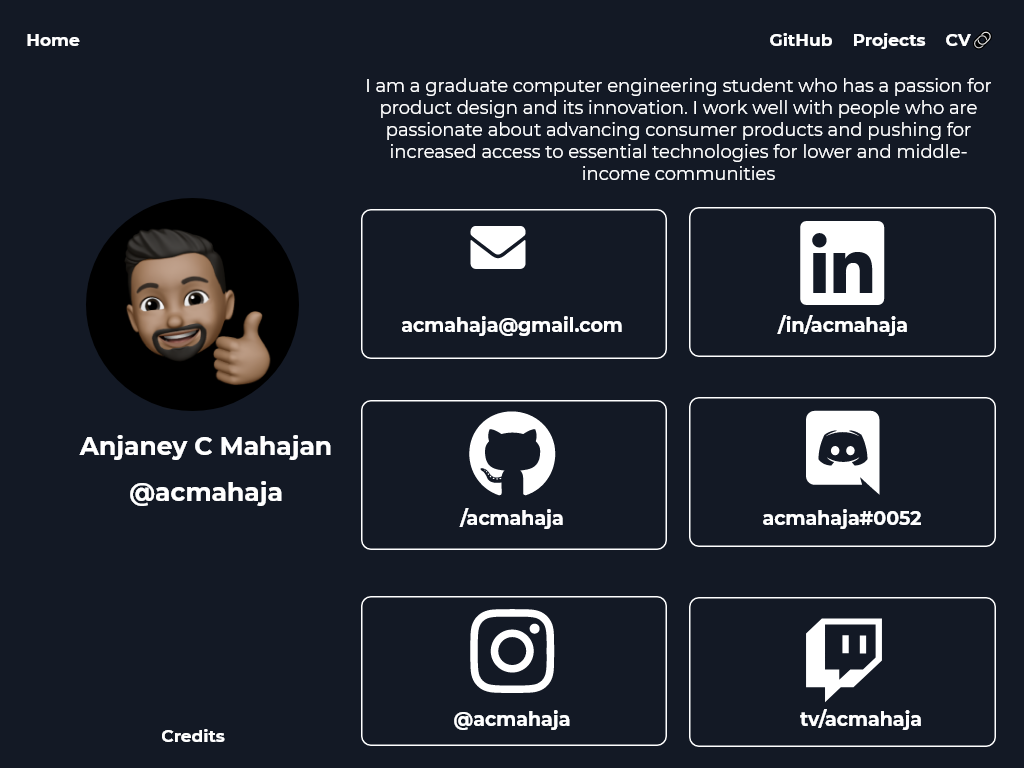 Home
GitHub Projects CV
I am a graduate computer engineering student who has a passion for
product design and its innovation. I work well with people who are
passionate about advancing consumer products and pushing for
increased access to essential technologies for lower and middle-
income communities
acmahaja@gmail.com
in
/in/acmahaja
Anjaney C Mahajan
@acmahaja
/acmahaja
acmahaja#0052
@acmahaja
tv/acmahaja
Credits